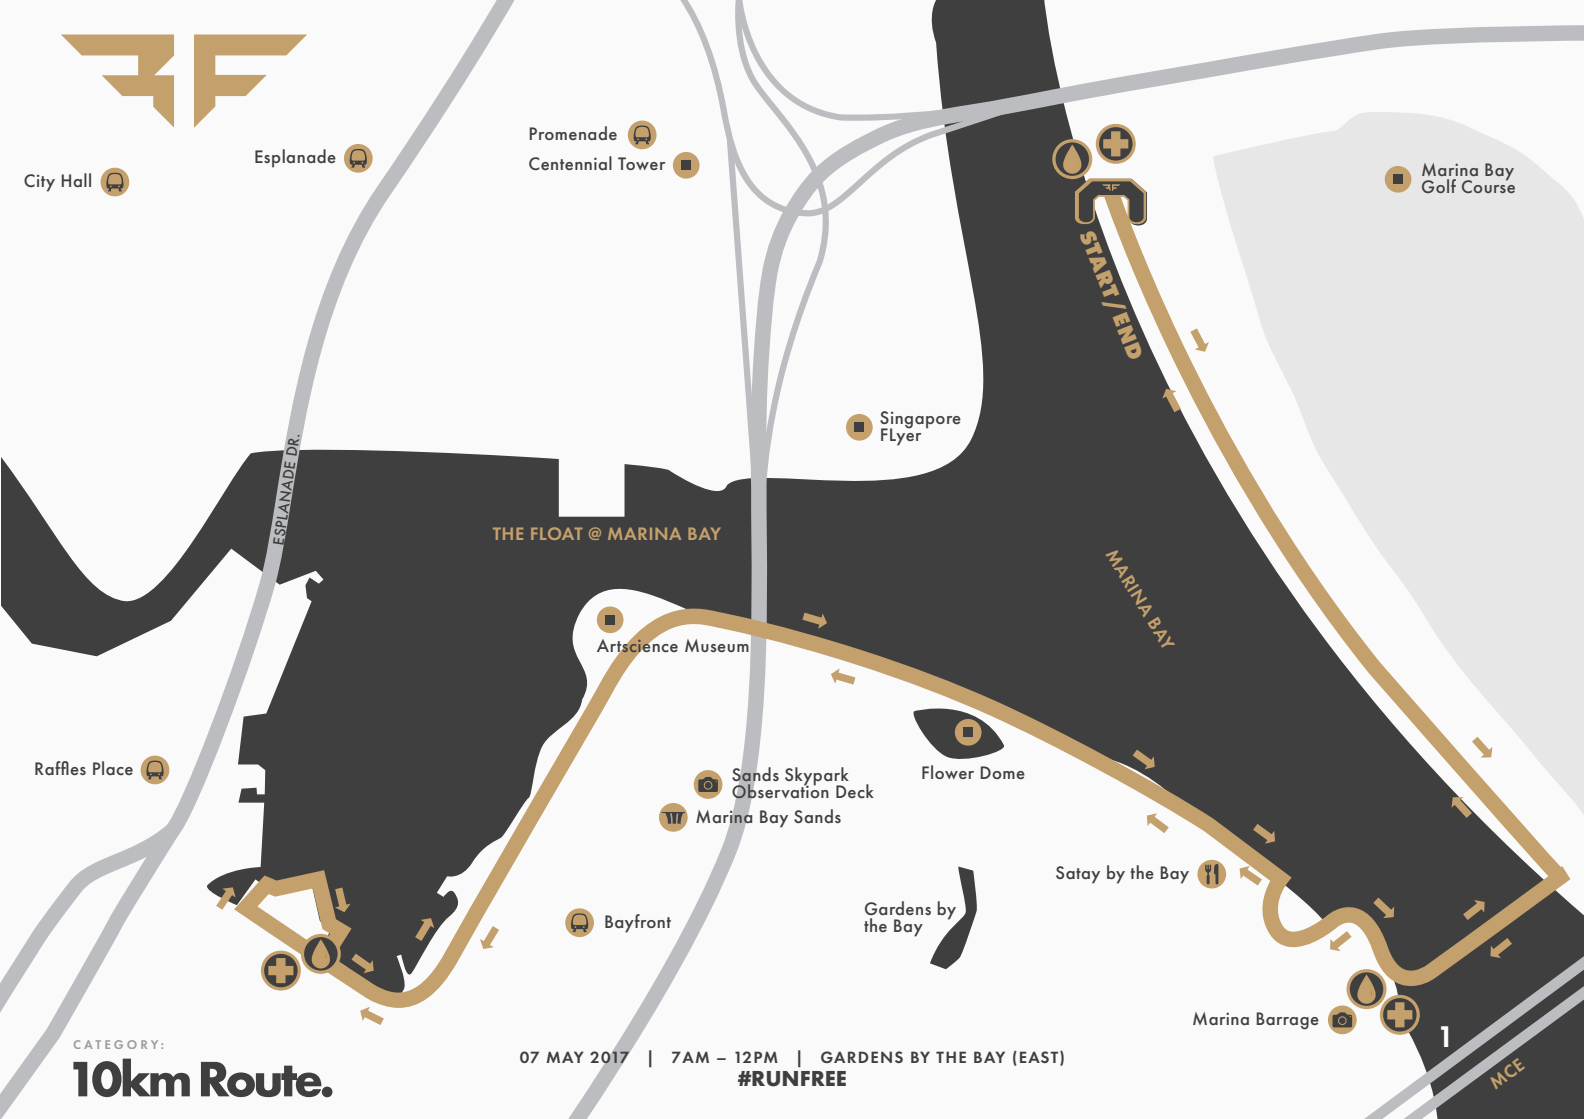 Promenade
Centennial Tower
Esplanade
City Hall
Marina Bay
Golf Course
START/END
Singapore
FLyer
ESPLANADE DR.
THE FLOAT @ MARINA BAY
MARINA BAY
Artscience Museum
Raffles Place
Sands Skypark
Observation Deck
Marina Bay Sands
Flower Dome
Satay by the Bay
Gardens by
the Bay
Bayfront
Marina Barrage
1
MCE
CATEGORY:
10km Route.
07 MAY 2017 | 7AM – 12PM | GARDENS BY THE BAY (EAST)
#RUNFREE